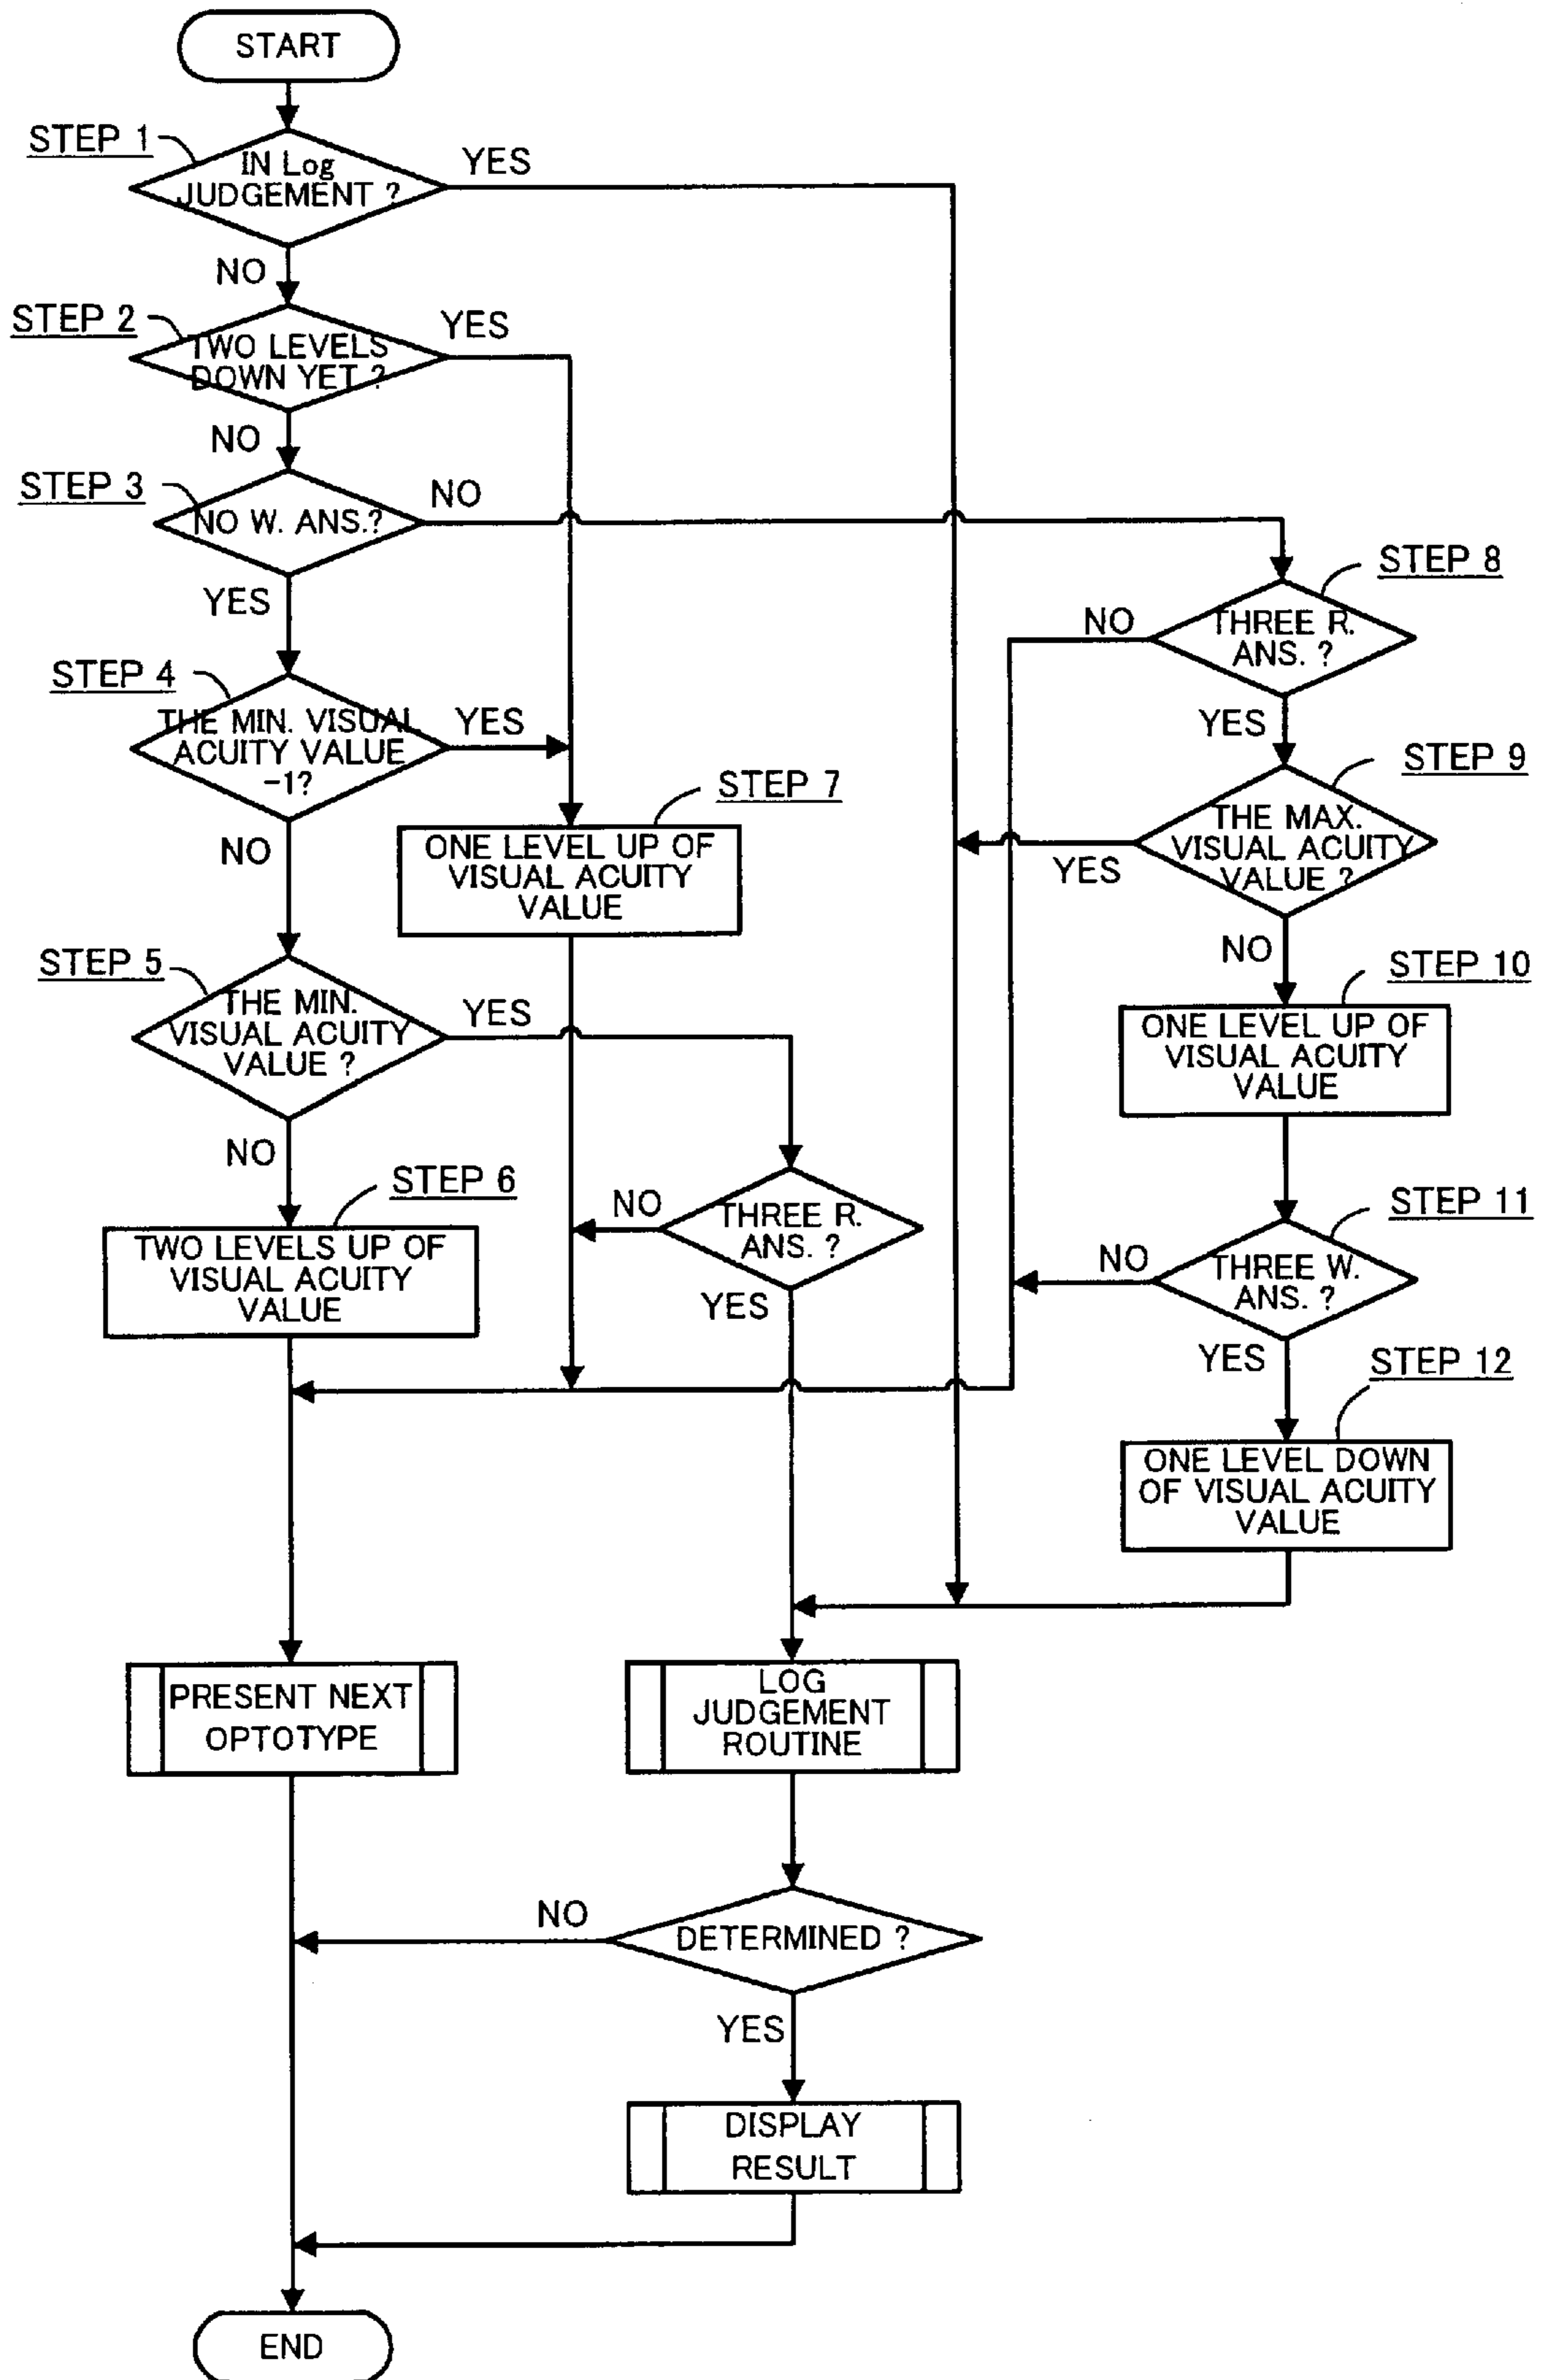 START
STEP 1
IN Log
JUDGEMENT ?
YES
NO
STEP 2
TWO LEVELS
DOWN YET ?
YES
NO
STEP 3
NO W. ANS.?
NO
YES
STEP 4
THE MIN. VISUAL
ACUITY VALUE
-1?
YES
NO
STEP 7
ONE LEVEL UP OF
VISUAL ACUITY
VALUE
STEP 5
THE MIN.
VISUAL ACUITY
VALUE ?
YES
NO
STEP 6
TWO LEVELS UP OF
VISUAL ACUITY
VALUE
NO
THREE R.
ANS. ?
YES
STEP 8
NO
THREE R.
ANS. ?
YES
STEP 9
THE MAX.
VISUAL ACUITY
VALUE ?
YES
NO
STEP 10
ONE LEVEL UP OF
VISUAL ACUITY
VALUE
STEP 11
NO
THREE W.
ANS. ?
YES
STEP 12
ONE LEVEL DOWN
OF VISUAL ACUITY
VALUE
PRESENT NEXT
OPTOTYPE
LOG
JUDGEMENT
ROUTINE
NO
DETERMINED ?
YES
DISPLAY
RESULT
END